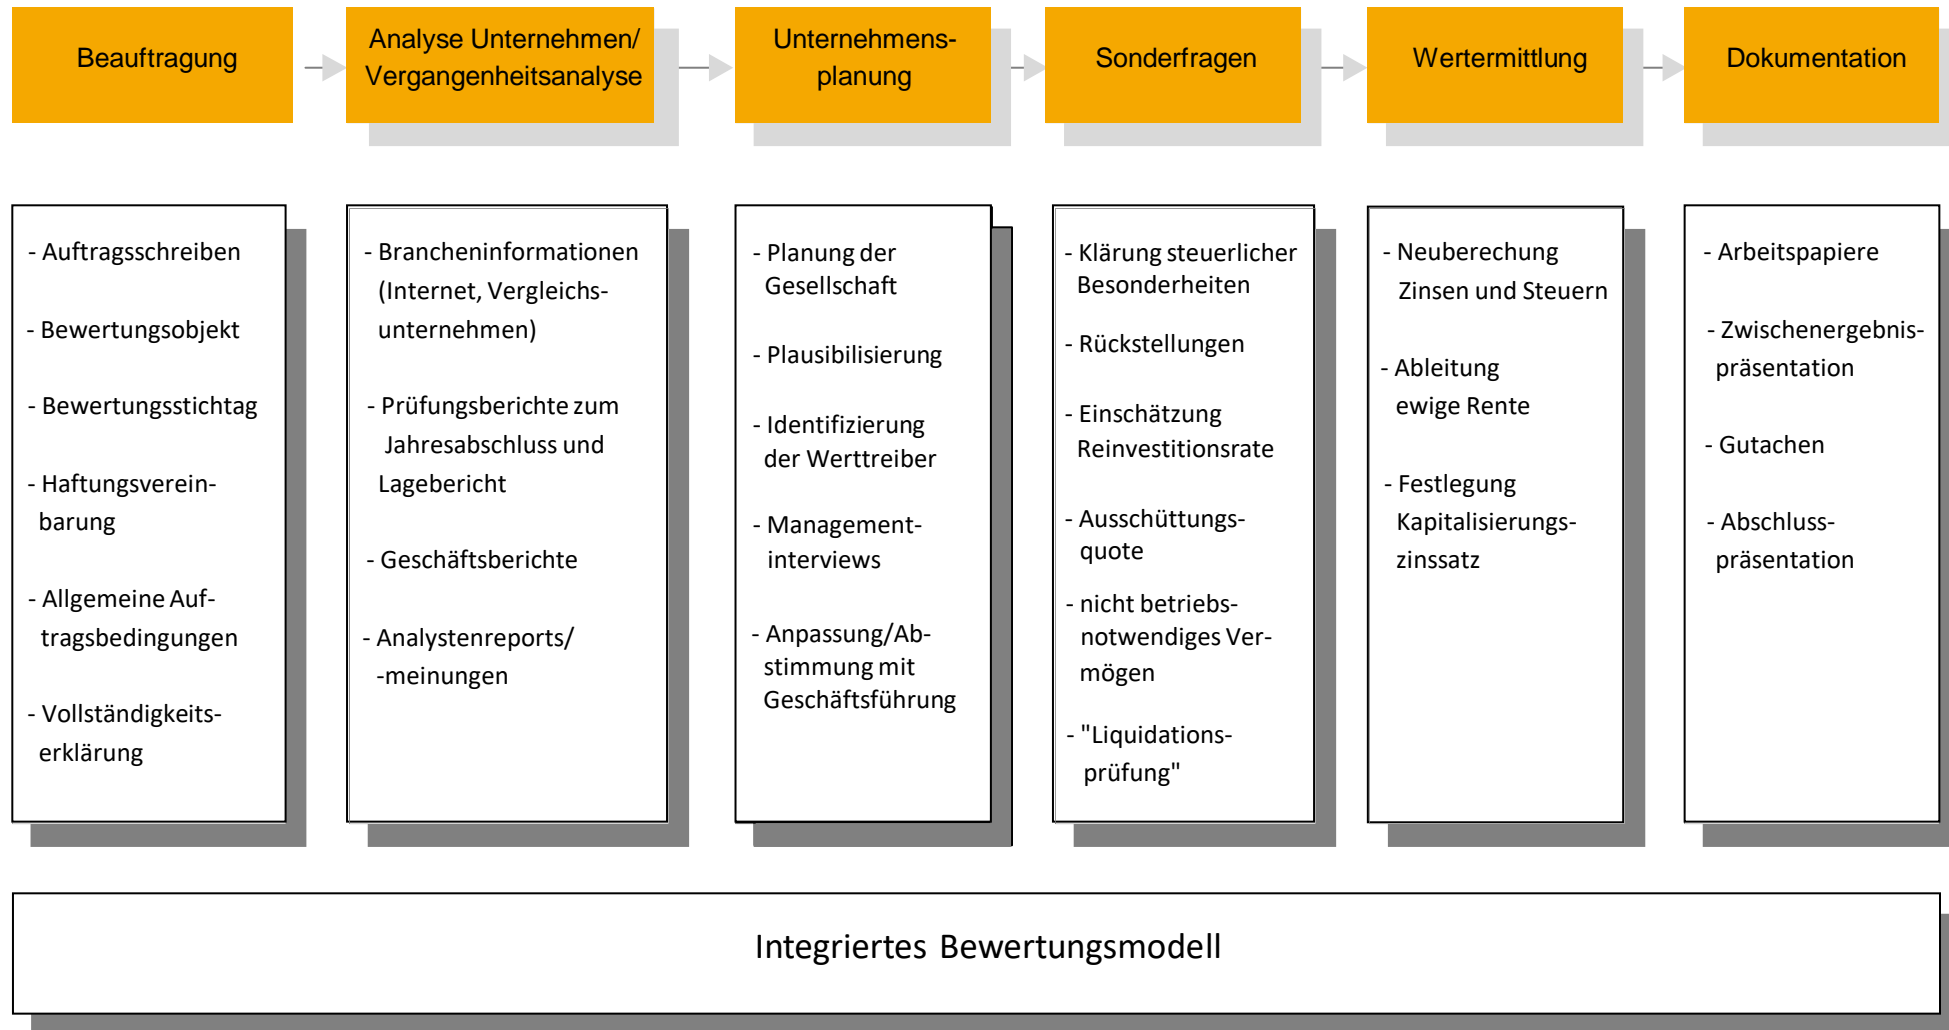 Beauftragung
Analyse Unternehmen/
Vergangenheitsanalyse
Unternehmens-
planung
Sonderfragen
Wertermittlung
Dokumentation
- Auftragsschreiben
- Bewertungsobjekt
- Bewertungsstichtag
- Haftungsverein-
barung
- Allgemeine Auf-
tragsbedingungen
- Vollständigkeits-
erklärung
- Brancheninformationen
(Internet, Vergleichs-
unternehmen)
- Prüfungsberichte zum
Jahresabschluss und
Lagebericht
- Geschäftsberichte
- Analystenreports/
-meinungen
- Planung der
Gesellschaft
- Plausibilisierung
- Identifizierung
der Werttreiber
- Management-
interviews
- Anpassung/Ab-
stimmung mit
Geschäftsführung
- Klärung steuerlicher
Besonderheiten
- Rückstellungen
- Einschätzung
Reinvestitionsrate
- Ausschüttungs-
quote
- nicht betriebs-
notwendiges Ver-
mögen
- "Liquidations-
prüfung"
- Neuberechung
Zinsen und Steuern
- Ableitung
ewige Rente
- Festlegung
Kapitalisierungs-
zinssatz
- Arbeitspapiere
- Zwischenergebnis-
präsentation
- Gutachen
- Abschluss-
präsentation
Integriertes Bewertungsmodell